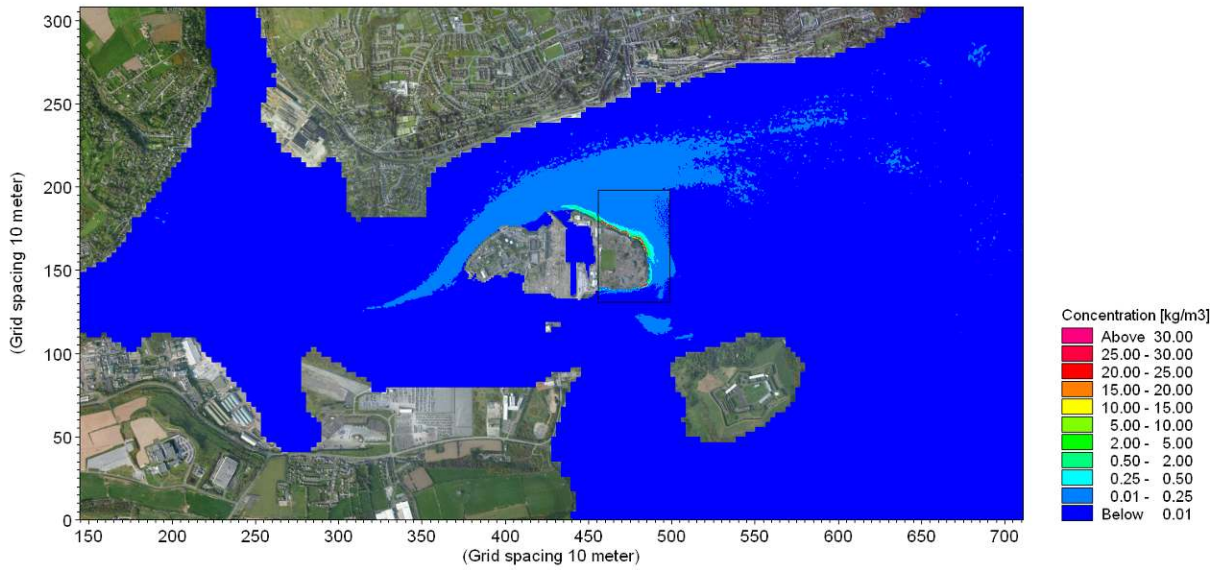 300
250
200
150
100
50
0
(Grid spacing 10 meter)
150 200 250 300 350 400 450 500 550 600 650 700
(Grid spacing 10 meter)
Concentration [kg/m3]
Above 30.00
25.00 - 30.00
20.00 - 25.00
15.00 - 20.00
10.00 - 15.00
5.00 - 10.00
2.00 - 5.00
0.50 - 2.00
0.25 - 0.50
0.01 - 0.25
Below 0.01